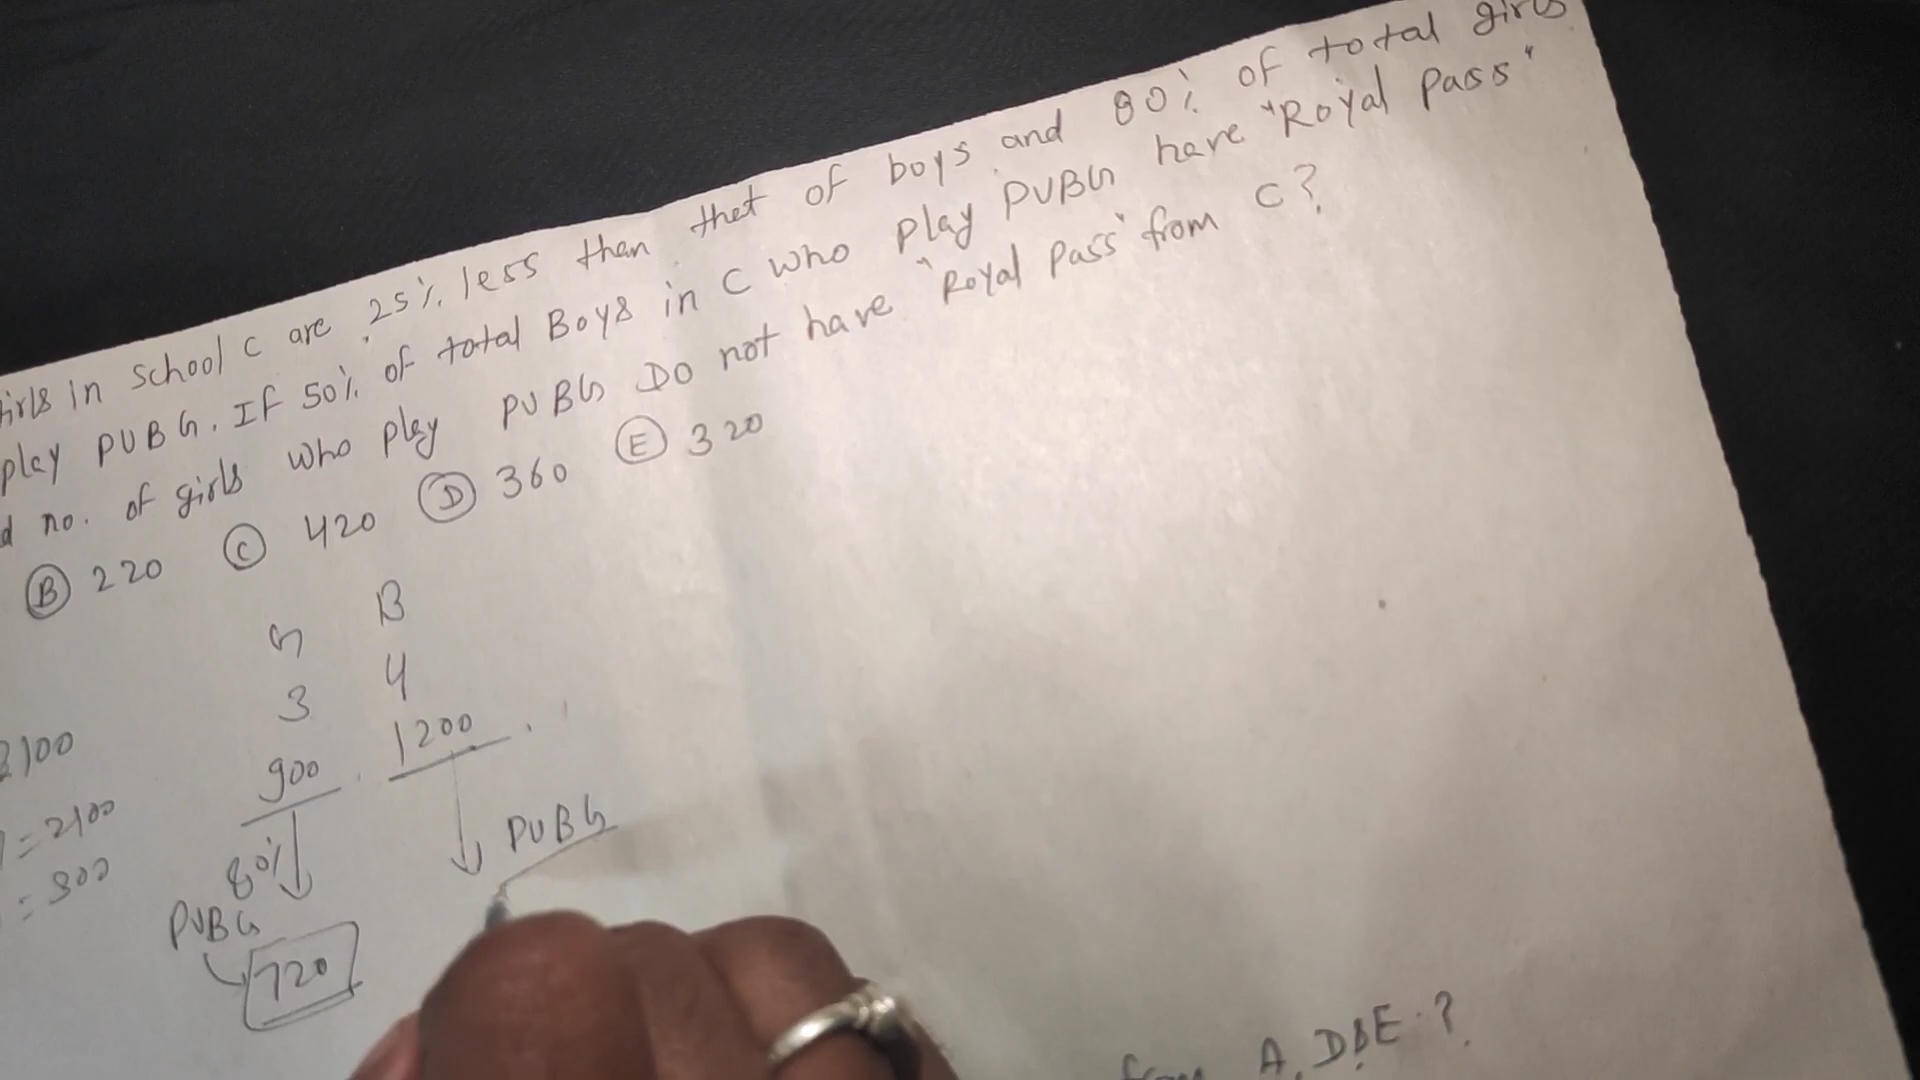 girls in school C are 25% less than that of boys and 80% of total girls
play PUBG. If 50% of total Boys in C who play PUBG have "Royal Pass"
no. of girls who play PUBG Do not have "Royal Pass" from C?
B 220 C 420 D 360 E 320
G B
3 4
2100 900 1200
= 2100 80% PUBG
= 300 PUBG
720
from A, D & E ?